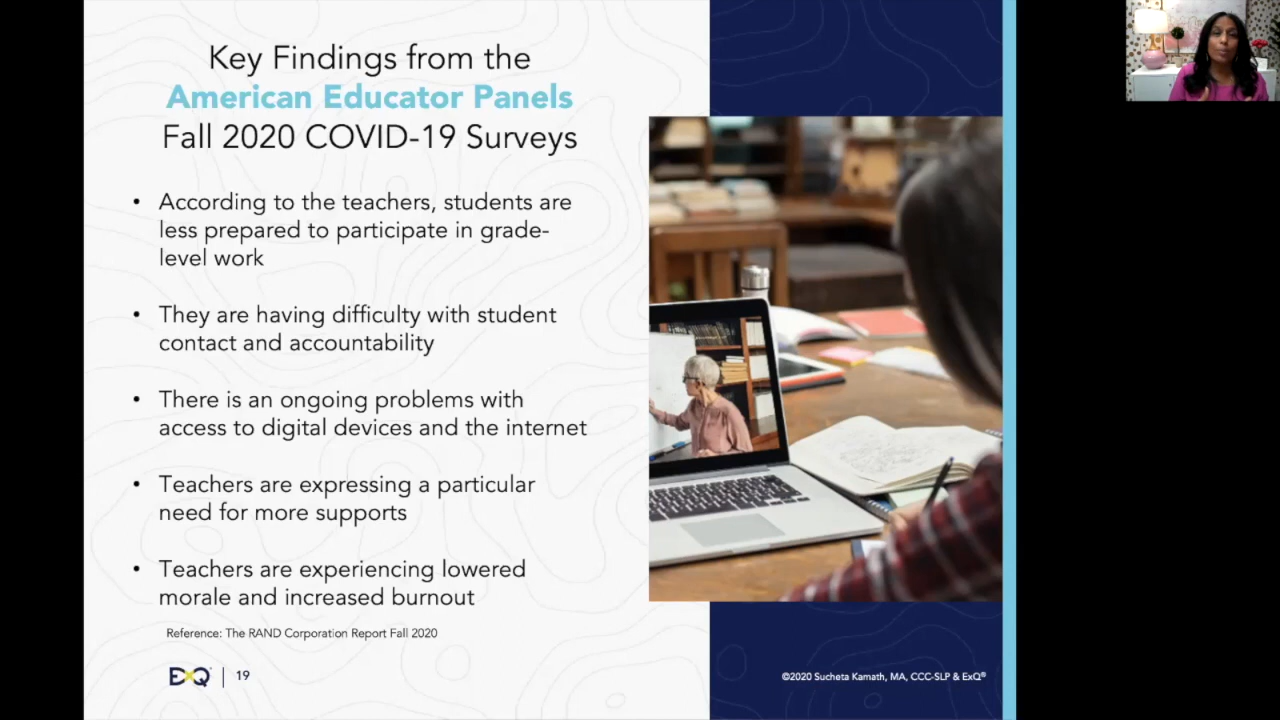 Key Findings from the
American Educator Panels
Fall 2020 COVID-19 Surveys
• According to the teachers, students are
less prepared to participate in grade-
level work
• They are having difficulty with student
contact and accountability
• There is an ongoing problems with
access to digital devices and the internet
• Teachers are expressing a particular
need for more supports
• Teachers are experiencing lowered
morale and increased burnout
Reference: The RAND Corporation Report Fall 2020
ExQ | 19
©2020 Sucheta Kamath, MA, CCC-SLP & ExQ®